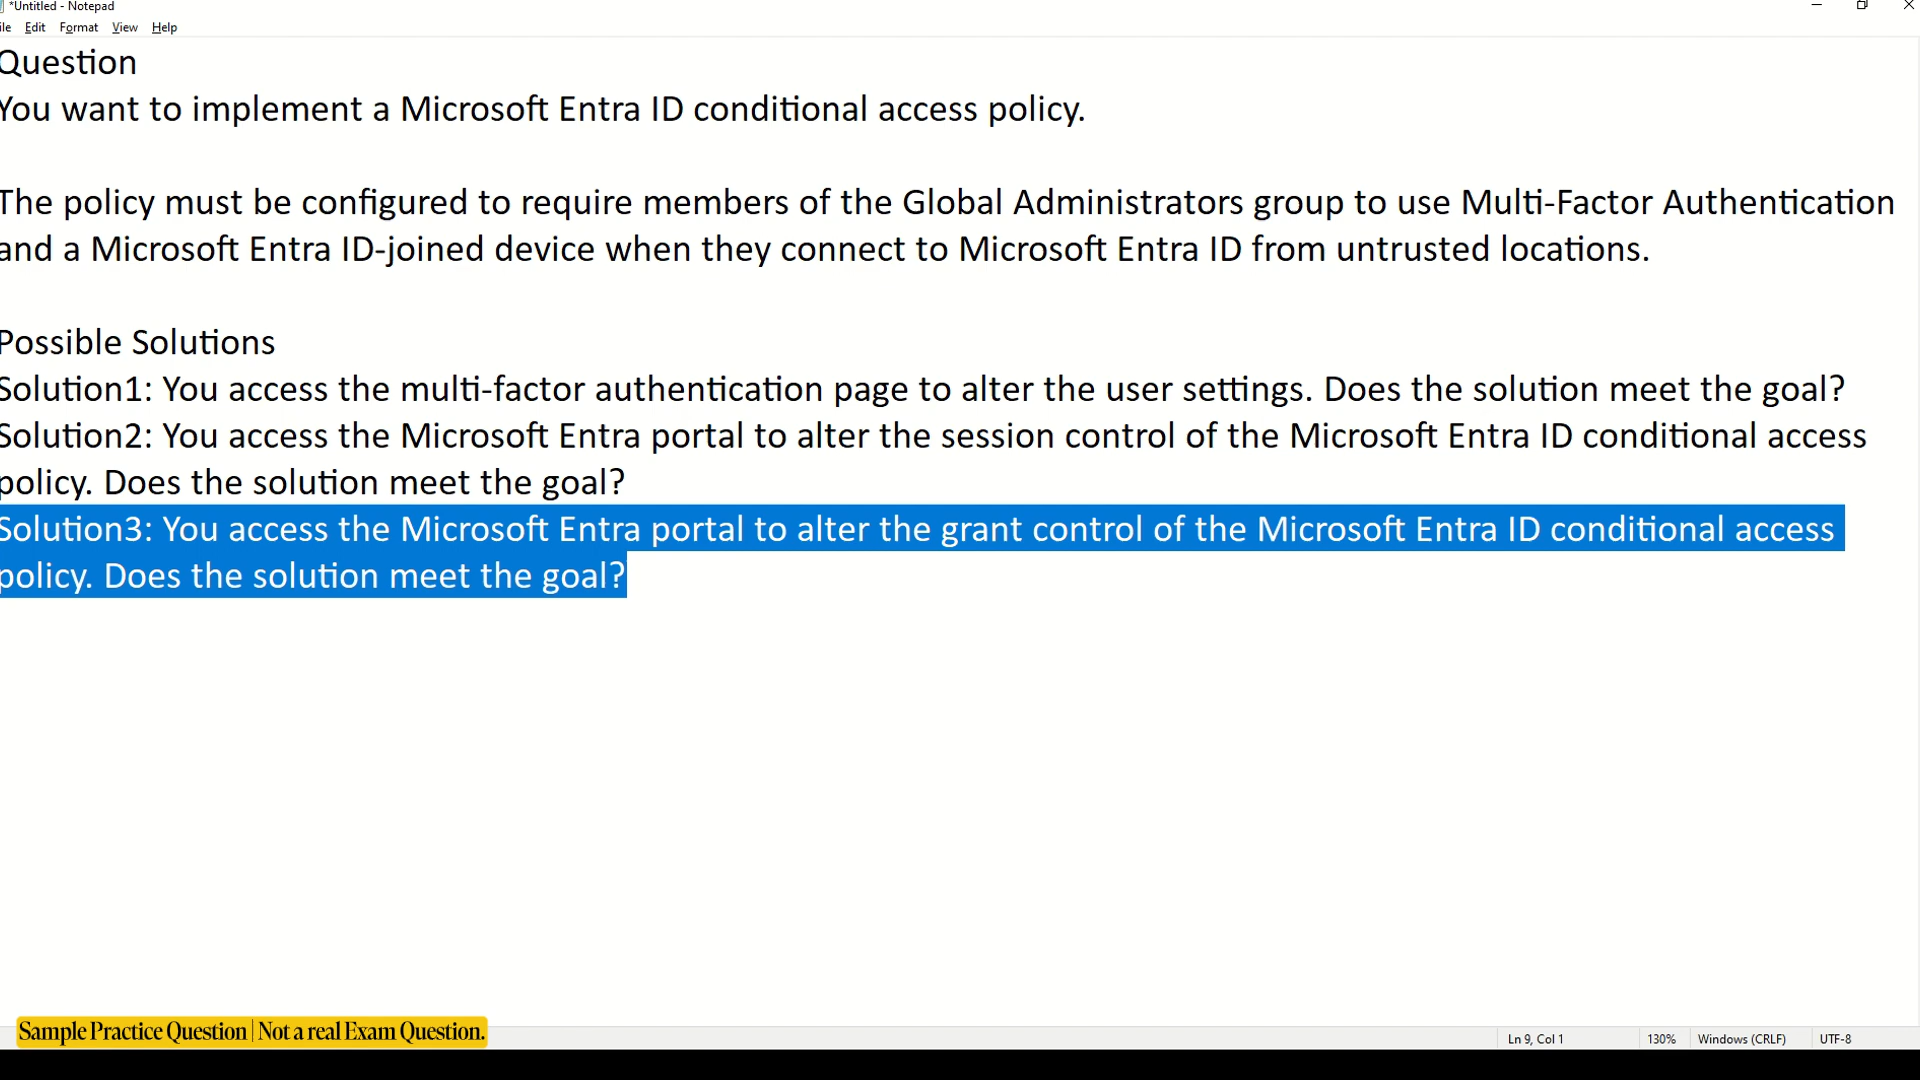 *Untitled - Notepad
ile Edit Format View Help
Question
You want to implement a Microsoft Entra ID conditional access policy.
The policy must be configured to require members of the Global Administrators group to use Multi-Factor Authentication
and a Microsoft Entra ID-joined device when they connect to Microsoft Entra ID from untrusted locations.
Possible Solutions
Solution1: You access the multi-factor authentication page to alter the user settings. Does the solution meet the goal?
Solution2: You access the Microsoft Entra portal to alter the session control of the Microsoft Entra ID conditional access
policy. Does the solution meet the goal?
Solution3: You access the Microsoft Entra portal to alter the grant control of the Microsoft Entra ID conditional access
policy. Does the solution meet the goal?
Sample Practice Question | Not a real Exam Question.
Ln 9, Col 1 130% Windows (CRLF) UTF-8